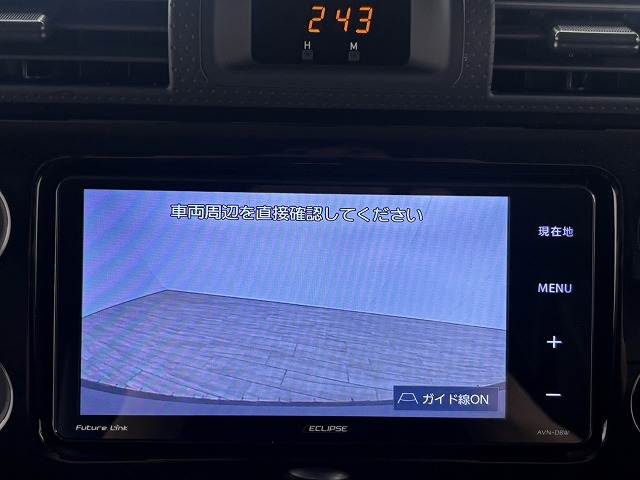 243
H M
車両周辺を直接確認してください
現在地
MENU
+
−
ガイド線ON
Future Link
ECLIPSE
AVN-D8W